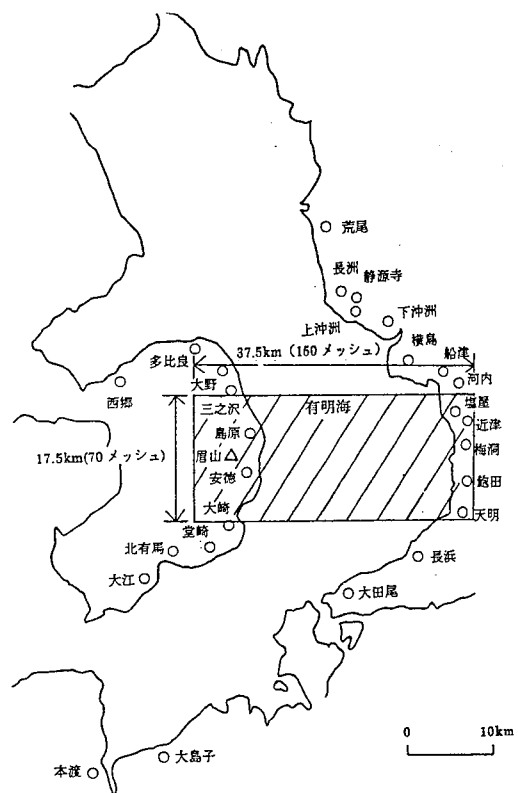 荒尾
長洲
静源寺
上沖洲
下沖洲
横島
船津
多比良
37.5km (150メッシュ)
河内
西郷
大野
塩屋
三之沢
有明海
近津
島原
17.5km(70メッシュ)
眉山
梅洞
安徳
飽田
大崎
天明
堂崎
北有馬
長浜
大江
大田尾
0
10km
大島子
本渡